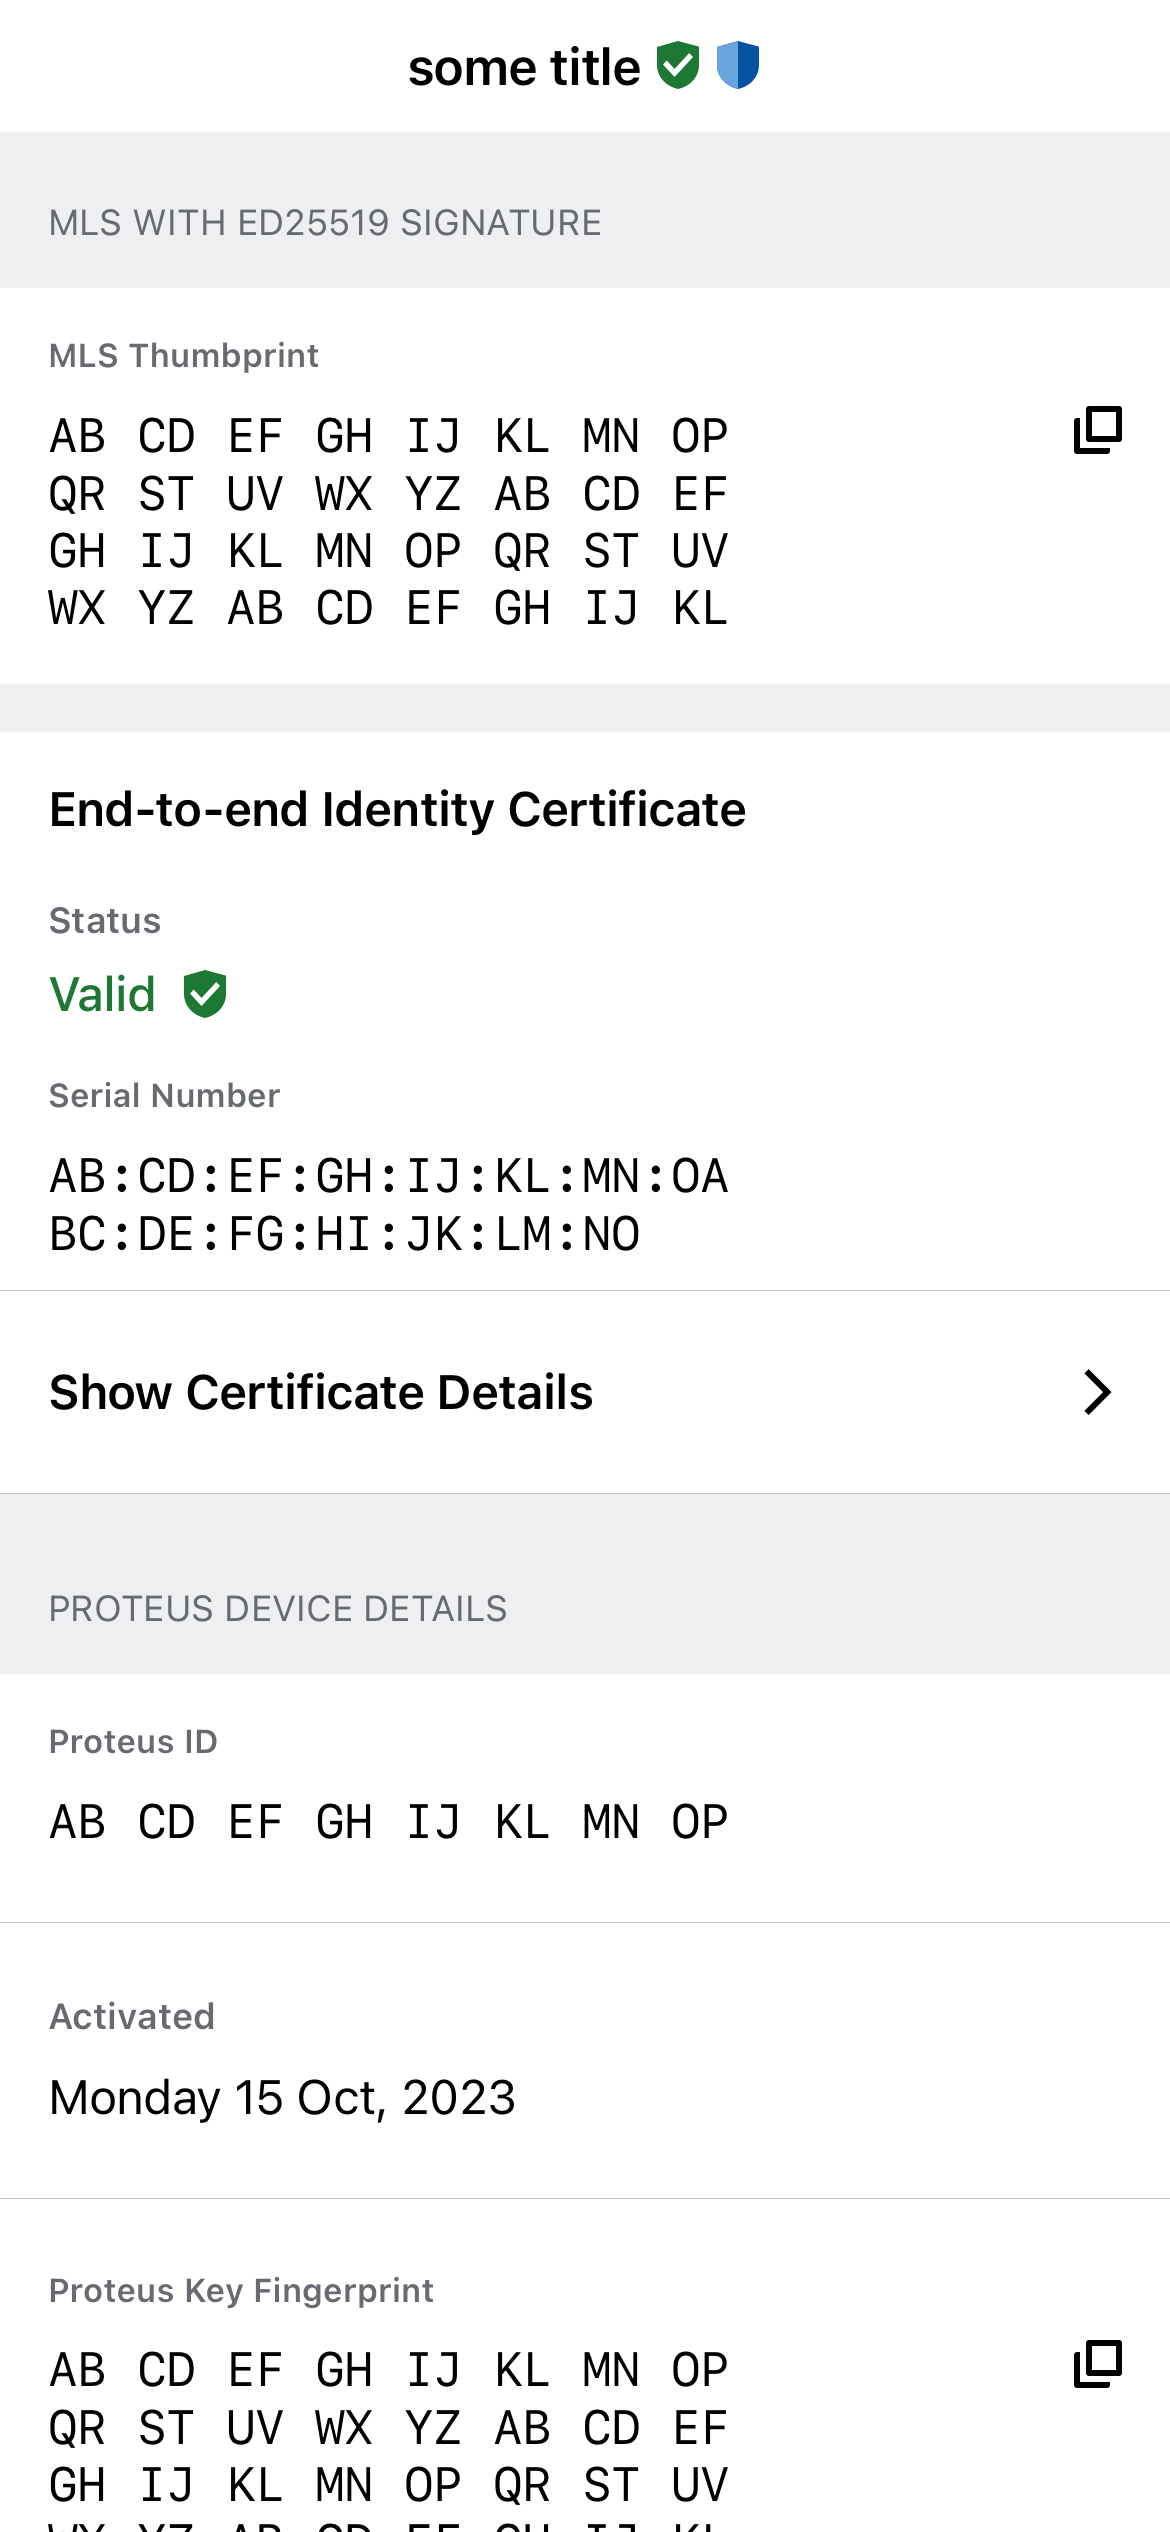 some title
MLS WITH ED25519 SIGNATURE
MLS Thumbprint
AB CD EF GH IJ KL MN OP
QR ST UV WX YZ AB CD EF
GH IJ KL MN OP QR ST UV
WX YZ AB CD EF GH IJ KL
End-to-end Identity Certificate
Status
Valid
Serial Number
AB:CD:EF:GH:IJ:KL:MN:OA
BC:DE:FG:HI:JK:LM:NO
Show Certificate Details
PROTEUS DEVICE DETAILS
Proteus ID
AB CD EF GH IJ KL MN OP
Activated
Monday 15 Oct, 2023
Proteus Key Fingerprint
AB CD EF GH IJ KL MN OP
QR ST UV WX YZ AB CD EF
GH IJ KL MN OP QR ST UV